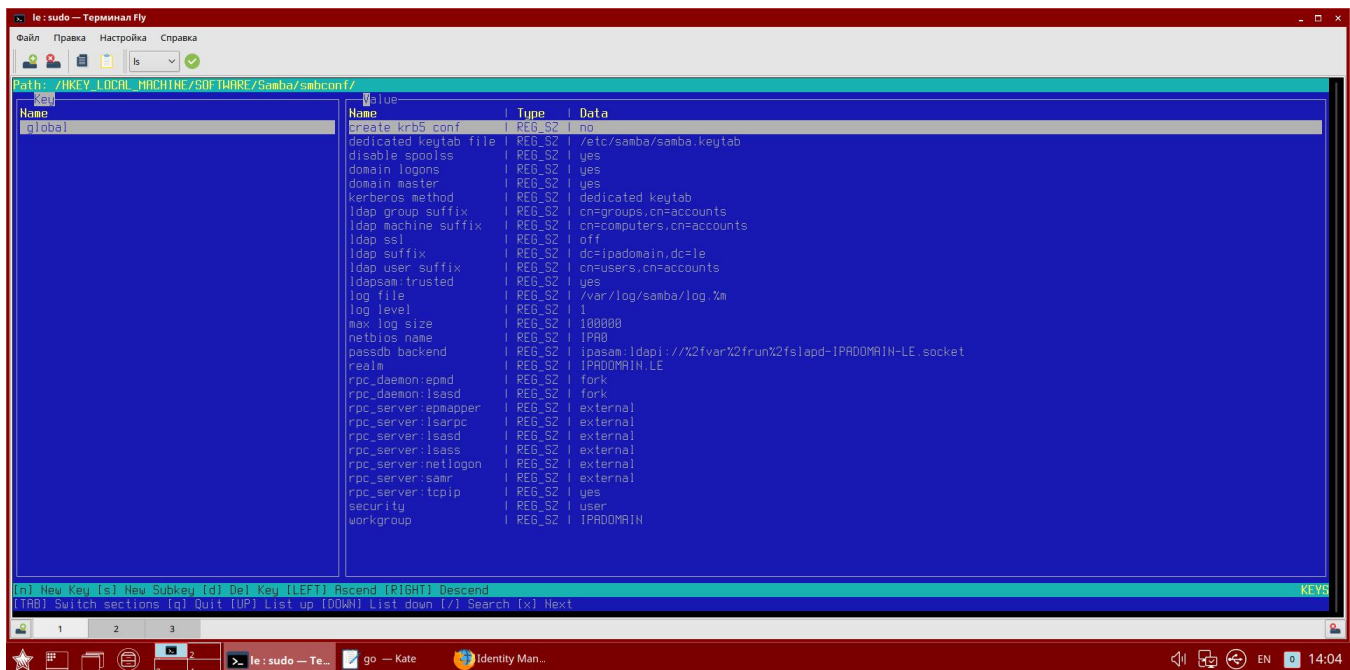 le : sudo — Терминал Fly
Файл Правка Настройка Справка
ls
Path: /HKEY_LOCAL_MACHINE/SOFTWARE/Samba/smbconf/
Key
Name
global
Value
Name | Type | Data
create krb5 conf | REG_SZ | no
dedicated keytab file | REG_SZ | /etc/samba/samba.keytab
disable spoolss | REG_SZ | yes
domain logons | REG_SZ | yes
domain master | REG_SZ | yes
kerberos method | REG_SZ | dedicated keytab
ldap group suffix | REG_SZ | cn=groups,cn=accounts
ldap machine suffix | REG_SZ | cn=computers,cn=accounts
ldap ssl | REG_SZ | off
ldap suffix | REG_SZ | dc=ipadomain,dc=le
ldap user suffix | REG_SZ | cn=users,cn=accounts
ldapsam:trusted | REG_SZ | yes
log file | REG_SZ | /var/log/samba/log.%m
log level | REG_SZ | 1
max log size | REG_SZ | 100000
netbios name | REG_SZ | IPA0
passdb backend | REG_SZ | ipasam:ldapi://%2fvar%2frun%2fslapd-IPADOMAIN-LE.socket
realm | REG_SZ | IPADOMAIN.LE
rpc_daemon:epmd | REG_SZ | fork
rpc_daemon:lsasd | REG_SZ | fork
rpc_server:epmapper | REG_SZ | external
rpc_server:lsarpc | REG_SZ | external
rpc_server:lsasd | REG_SZ | external
rpc_server:lsass | REG_SZ | external
rpc_server:netlogon | REG_SZ | external
rpc_server:samr | REG_SZ | external
rpc_server:tcpip | REG_SZ | yes
security | REG_SZ | user
workgroup | REG_SZ | IPADOMAIN
[n] New Key [s] New Subkey [d] Del Key [LEFT] Ascend [RIGHT] Descend KEYS
[TAB] Switch sections [q] Quit [UP] List up [DOWN] List down [/] Search [x] Next
1 2 3
2 le : sudo — Те... go — Kate Identity Man... EN 0 14:04